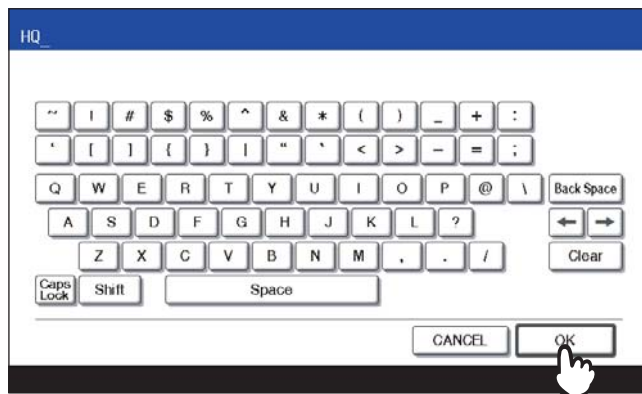 HQ_
~ ! # $ % ^ & * ( ) _ + :
` [ ] { } | " ' < > - = ;
Q W E R T Y U I O P @ \ Back Space
A S D F G H J K L ? ← →
Z X C V B N M , . / Clear
Caps Lock Shift Space
CANCEL OK